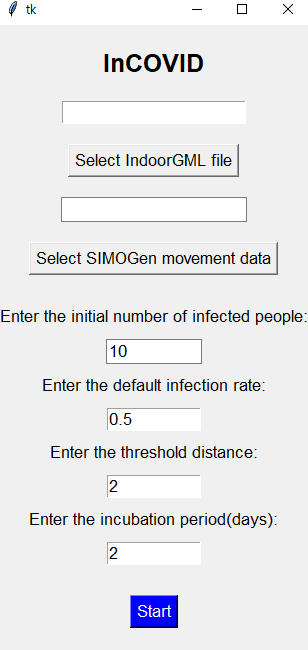 tk
InCOVID
Select IndoorGML file
Select SIMOGen movement data
Enter the initial number of infected people:
10
Enter the default infection rate:
0.5
Enter the threshold distance:
2
Enter the incubation period(days):
2
Start